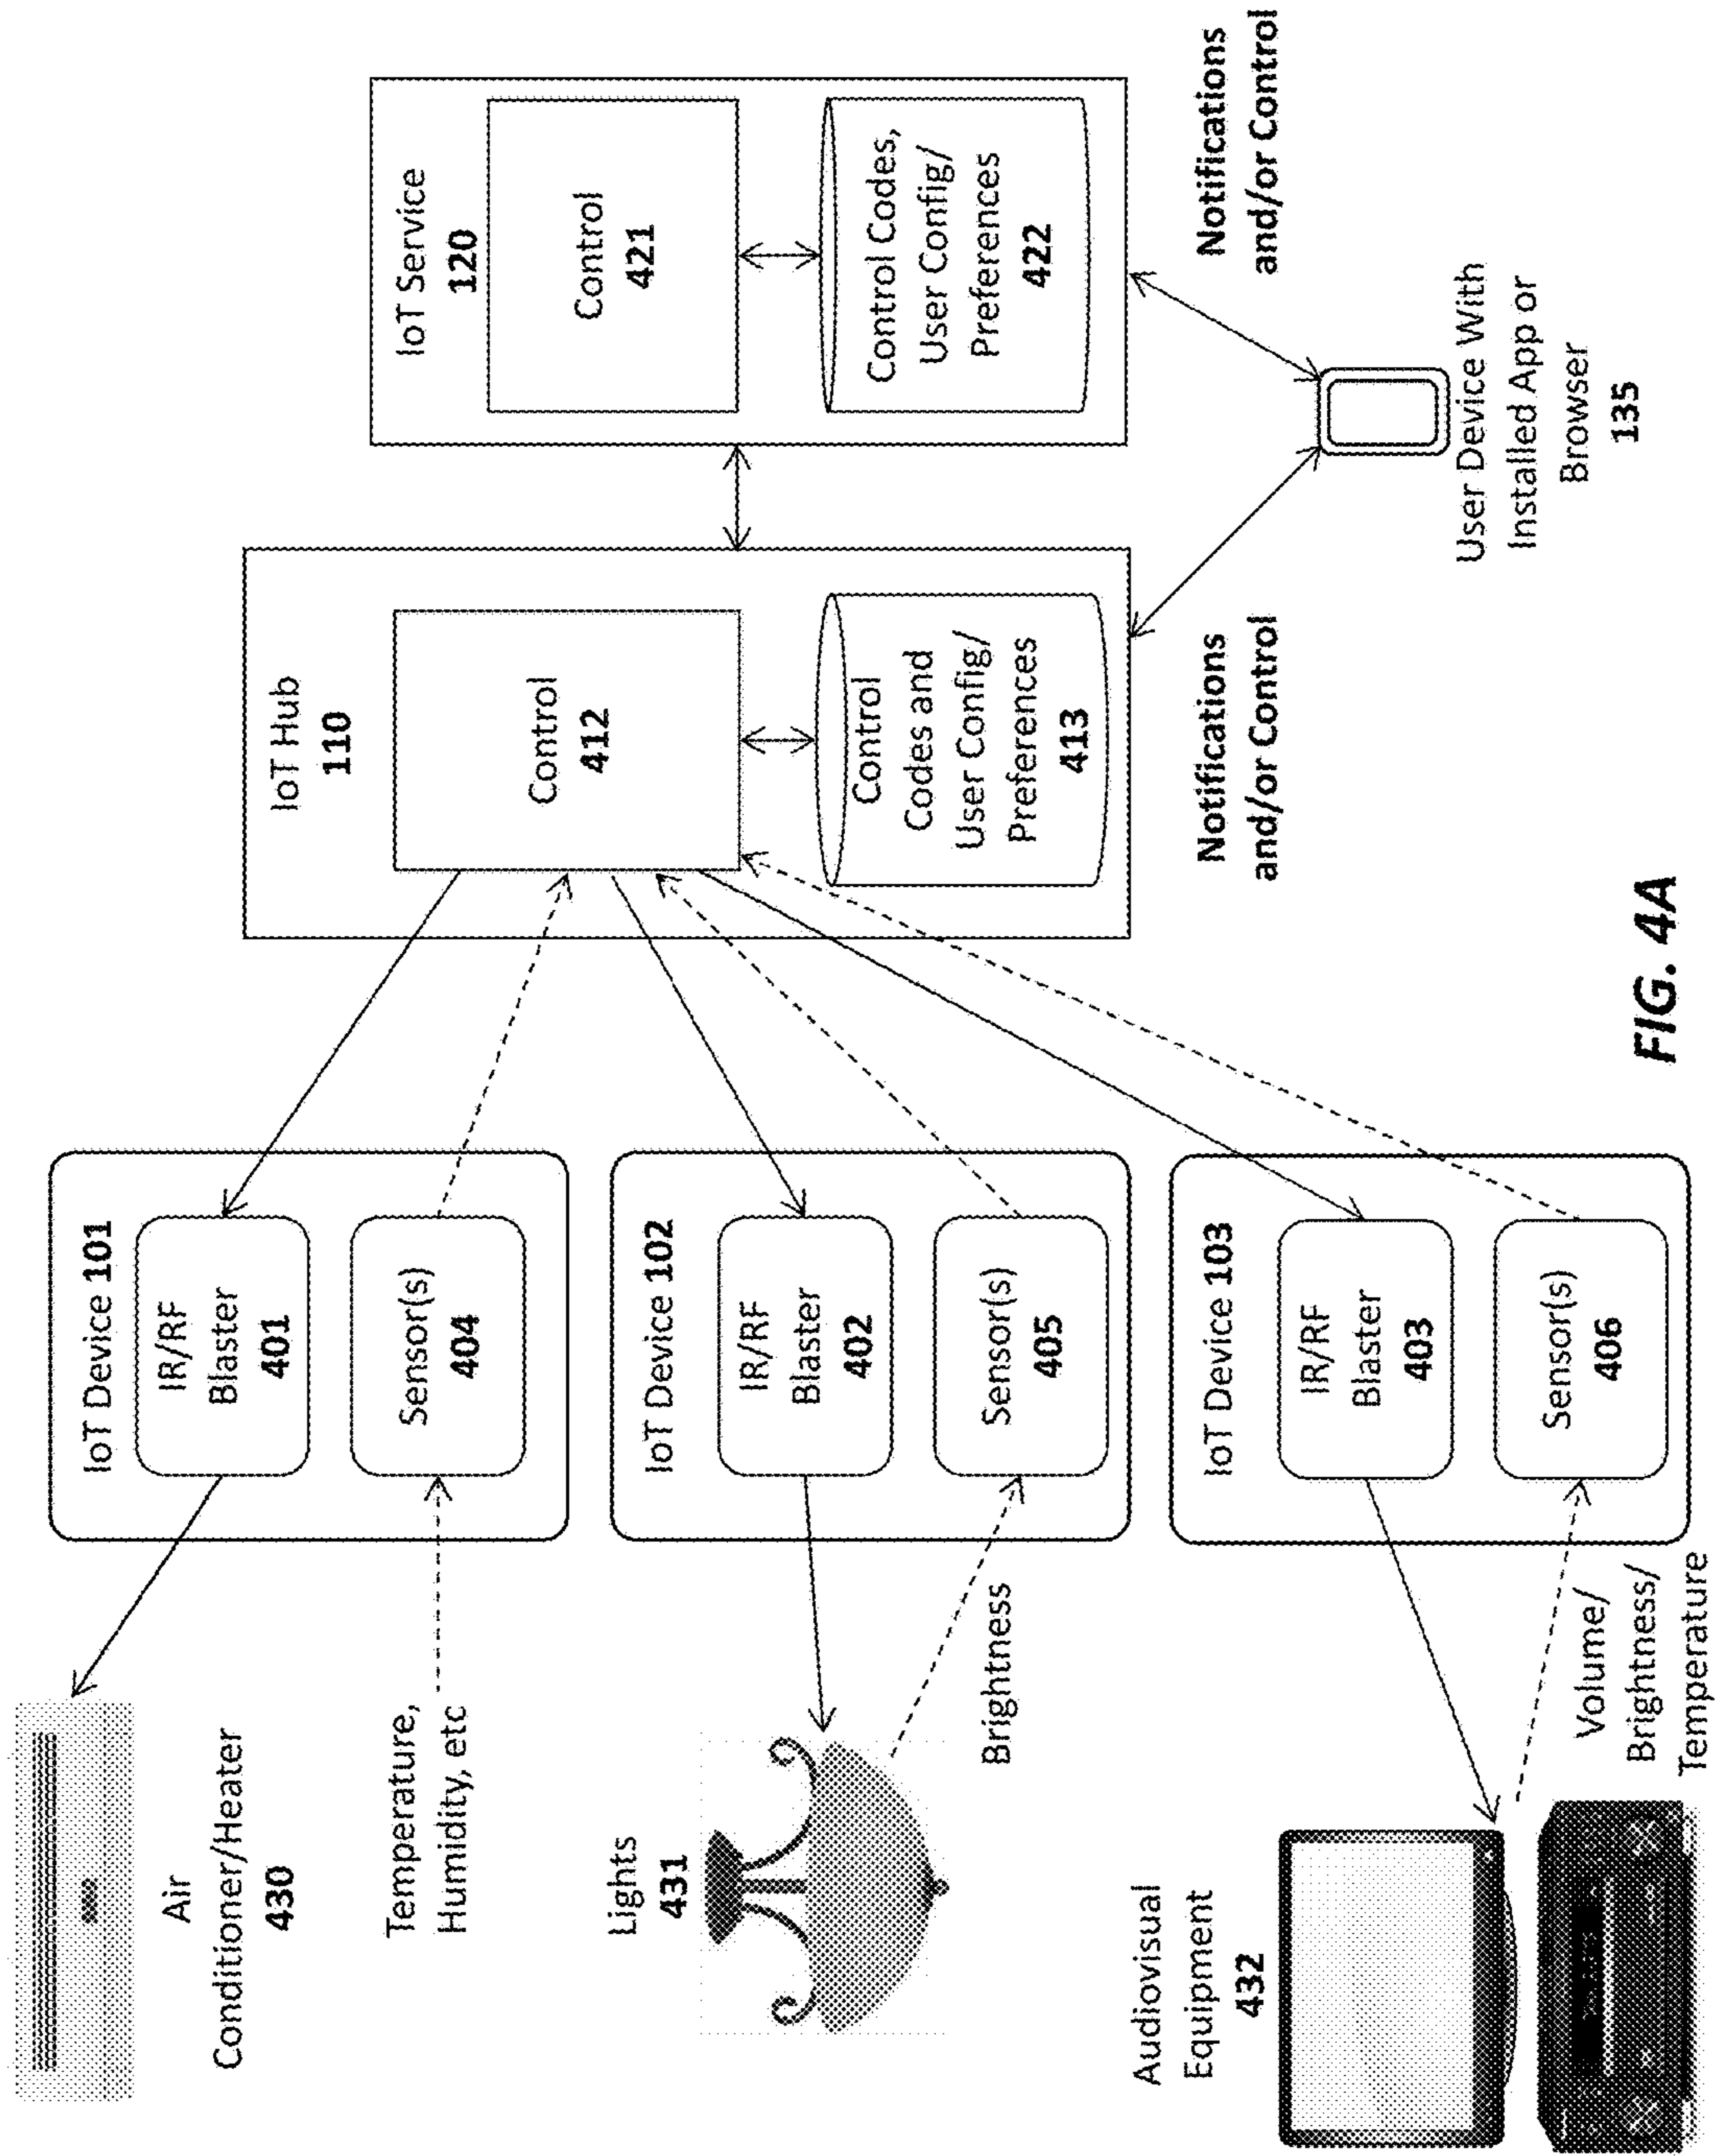 Air
Conditioner/Heater
430
Temperature,
Humidity, etc
Lights
431
Brightness
Audiovisual
Equipment
432
Volume/
Brightness/
Temperature
IoT Device 101
IR/RF
Blaster
401
Sensor(s)
404
IoT Device 102
IR/RF
Blaster
402
Sensor(s)
405
IoT Device 103
IR/RF
Blaster
403
Sensor(s)
406
IoT Hub
110
Control
412
Control
Codes and
User Config/
Preferences
413
Notifications
and/or Control
IoT Service
120
Control
421
Control Codes,
User Config/
Preferences
422
Notifications
and/or Control
User Device With
Installed App or
Browser
135
FIG. 4A